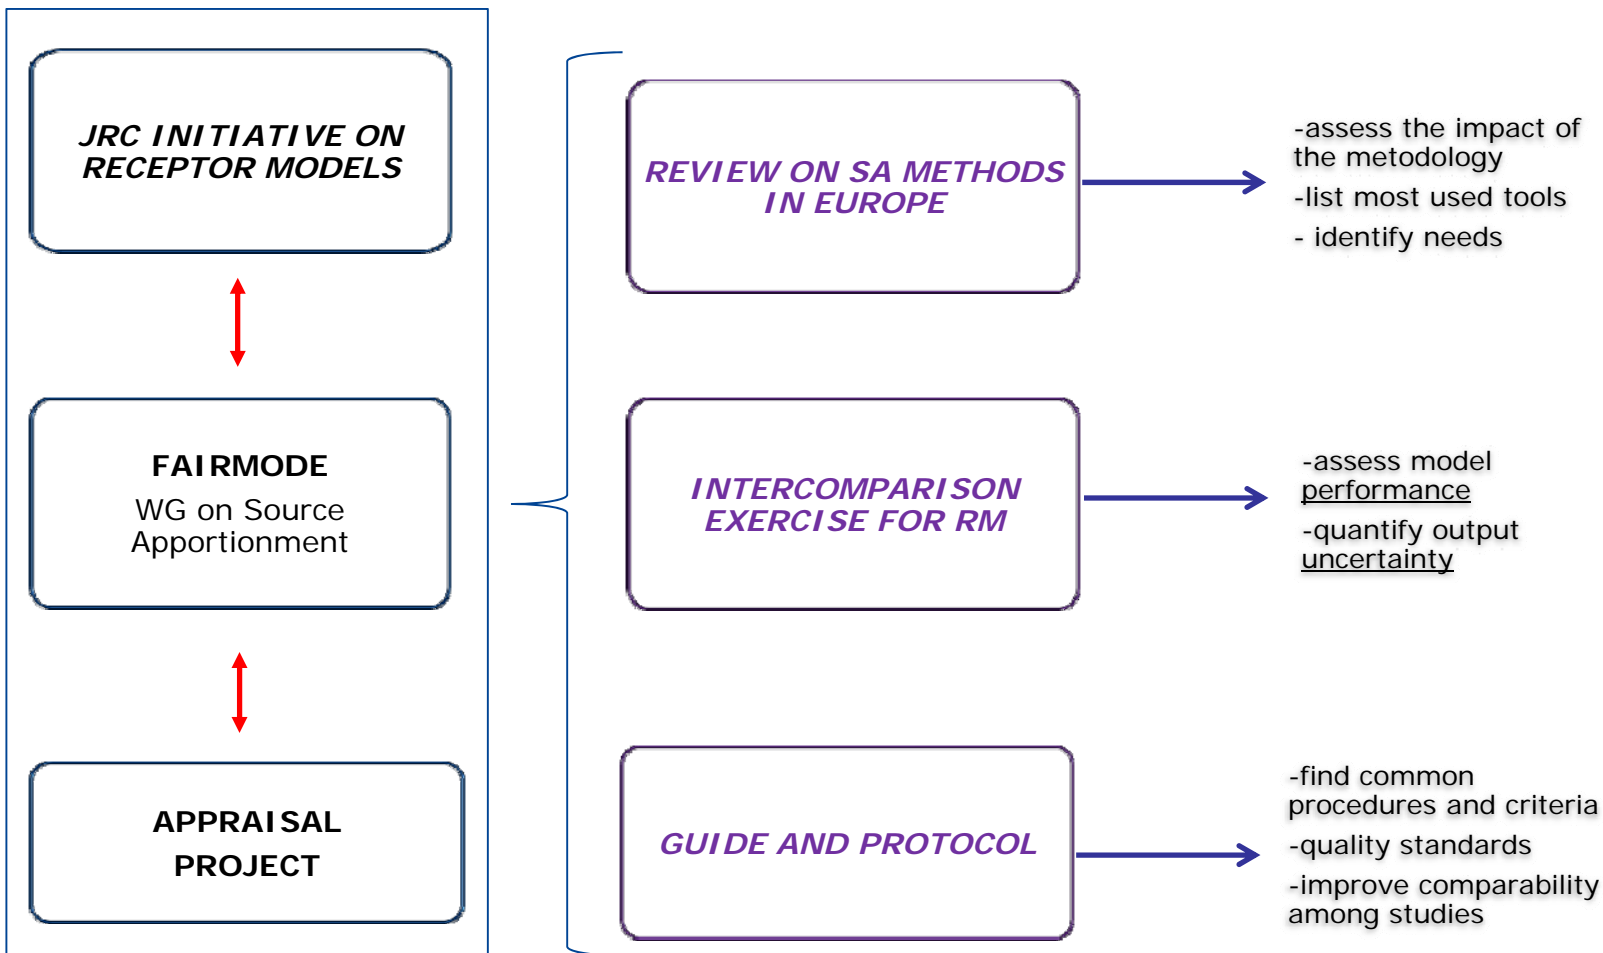 JRC INITIATIVE ON
RECEPTOR MODELS
FAIRMODE
WG on Source
Apportionment
APPRAISAL
PROJECT
REVIEW ON SA METHODS
IN EUROPE
-assess the impact of
the metodology
-list most used tools
- identify needs
INTERCOMPARISON
EXERCISE FOR RM
-assess model
performance
-quantify output
uncertainty
GUIDE AND PROTOCOL
-find common
procedures and criteria
-quality standards
-improve comparability
among studies